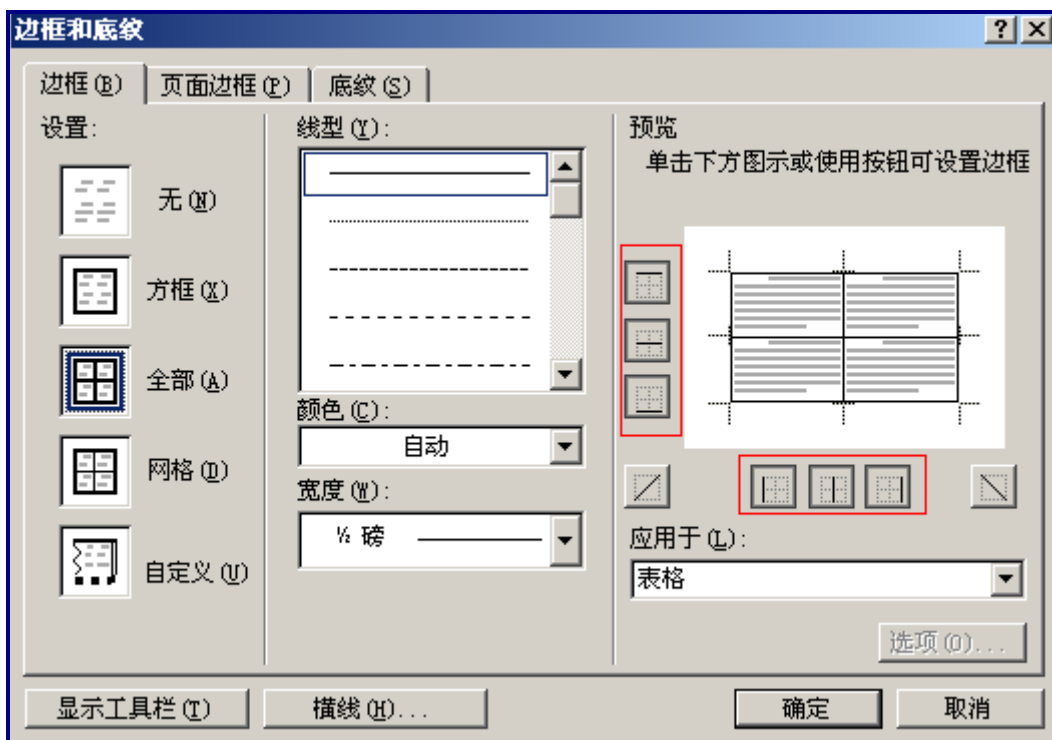 边框和底纹
边框(B) 页面边框(P) 底纹(S)
设置:
无(N)
方框(X)
全部(A)
网格(D)
自定义(U)
线型(Y):
颜色(C):
自动
宽度(W):
½ 磅
预览
单击下方图示或使用按钮可设置边框
应用于(L):
表格
选项(O)...
显示工具栏(T) 横线(H)... 确定 取消